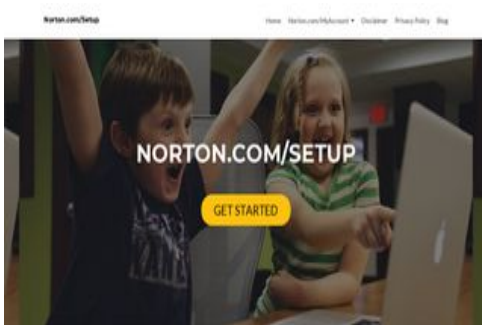 Norton.com/Setup
Home Norton.com/MyAccount Disclaimer Privacy Policy Blog
NORTON.COM/SETUP
GET STARTED